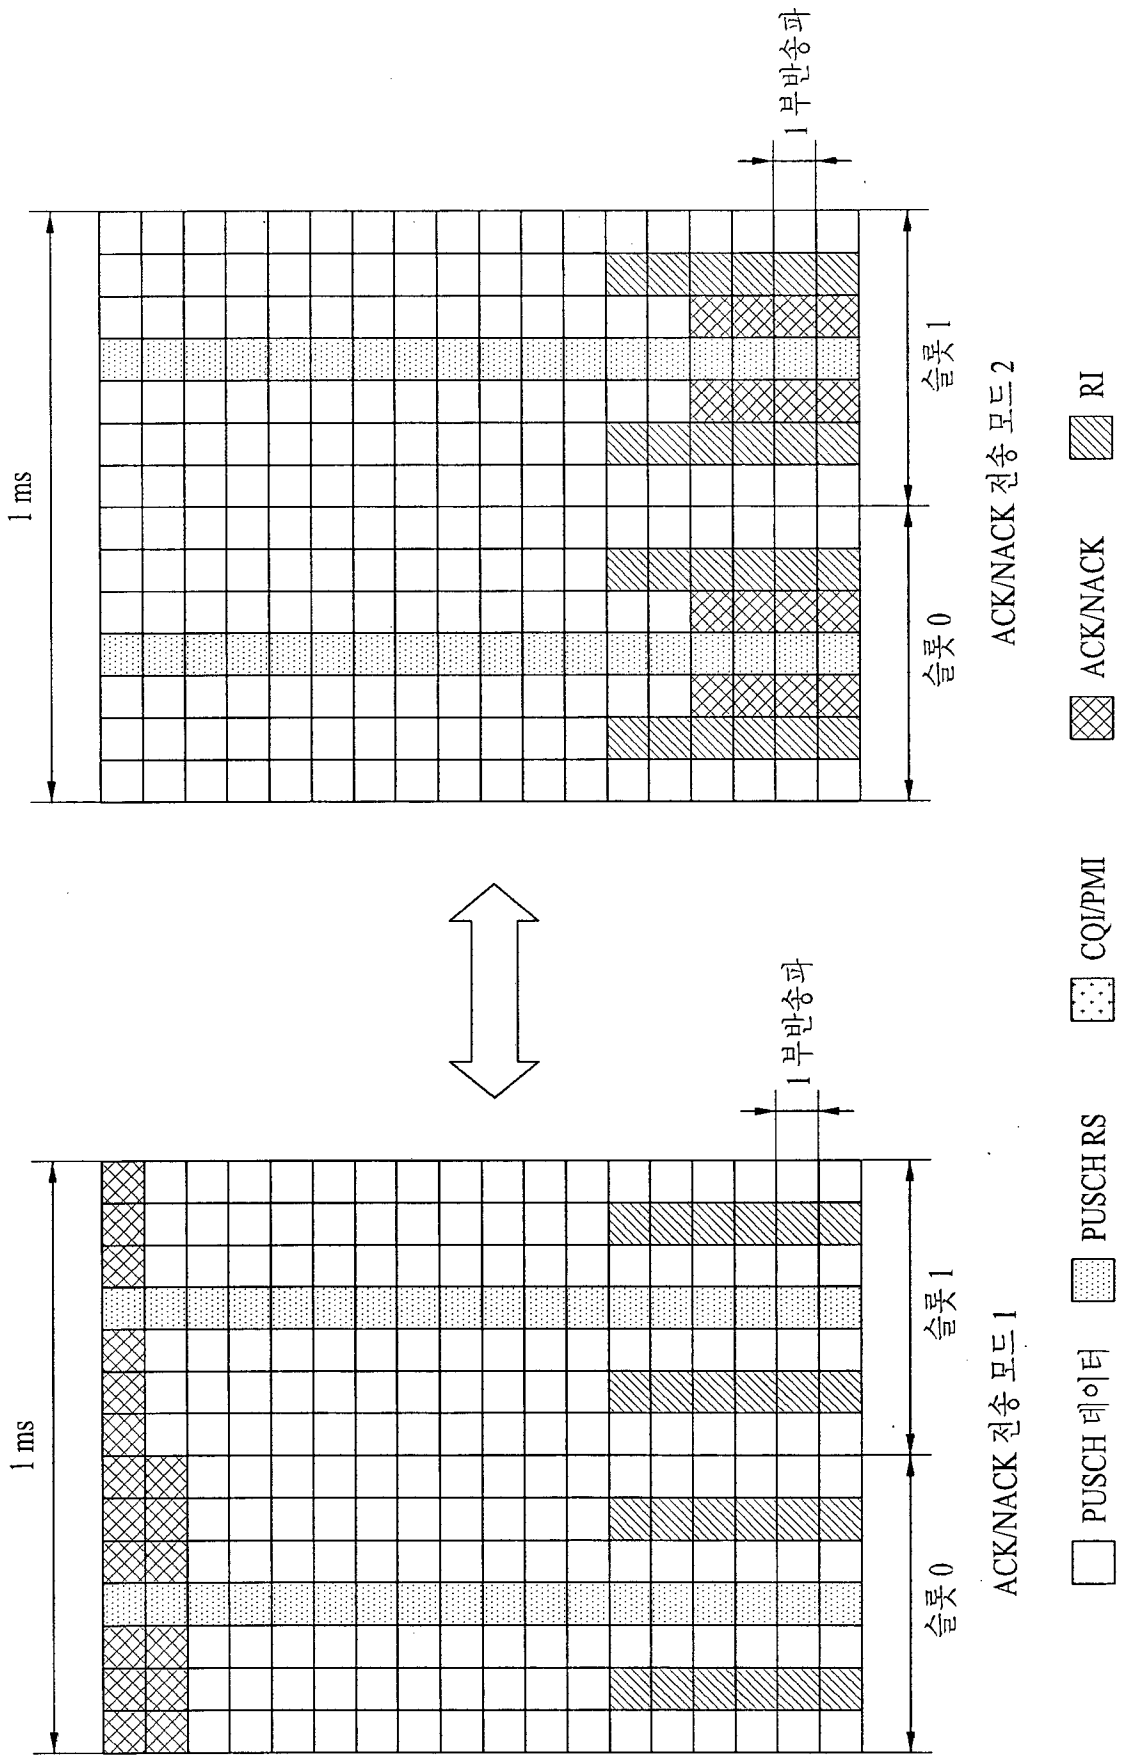 1 ms
1 부반송파
슬롯 0
슬롯 1
ACK/NACK 전송 모드 1
1 ms
1 부반송파
슬롯 0
슬롯 1
ACK/NACK 전송 모드 2
PUSCH 데이터
PUSCH RS
CQI/PMI
ACK/NACK
RI